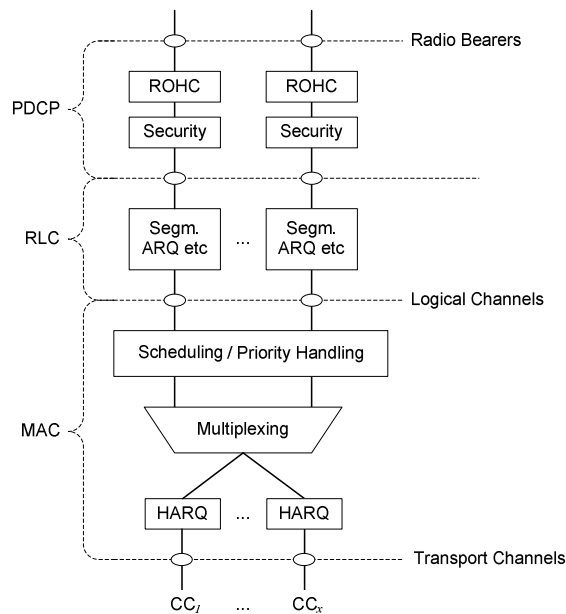 Radio Bearers
ROHC ROHC
PDCP
Security Security
Segm. ARQ etc ... Segm. ARQ etc
RLC
Logical Channels
Scheduling / Priority Handling
MAC
Multiplexing
HARQ ... HARQ
Transport Channels
CC1 ... CCx